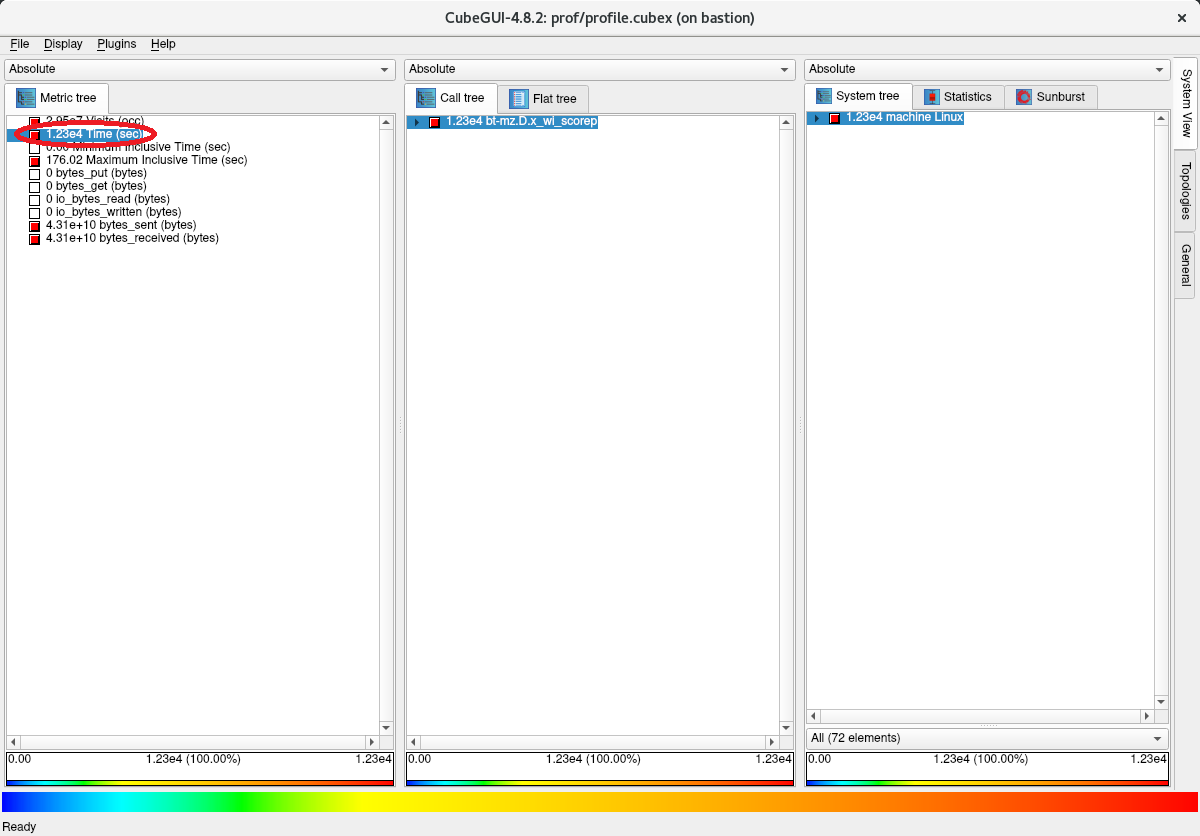 CubeGUI-4.8.2: prof/profile.cubex (on bastion)
File Display Plugins Help
Absolute
Metric tree
2.95e7 Visits (occ)
1.23e4 Time (sec)
0.00 Minimum Inclusive Time (sec)
176.02 Maximum Inclusive Time (sec)
0 bytes_put (bytes)
0 bytes_get (bytes)
0 io_bytes_read (bytes)
0 io_bytes_written (bytes)
4.31e+10 bytes_sent (bytes)
4.31e+10 bytes_received (bytes)
0.00 1.23e4 (100.00%) 1.23e4
Absolute
Call tree Flat tree
1.23e4 bt-mz.D.x_wi_scorep
0.00 1.23e4 (100.00%) 1.23e4
Absolute
System tree Statistics Sunburst
1.23e4 machine Linux
All (72 elements)
0.00 1.23e4 (100.00%) 1.23e4
System View
Topologies
General
Ready